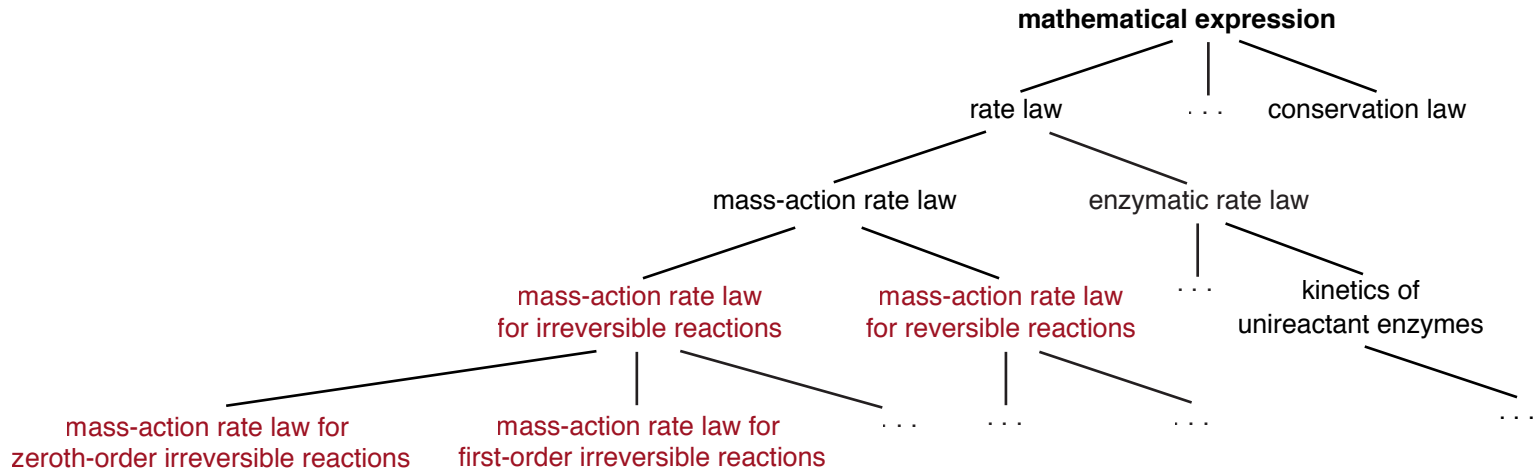 mathematical expression
rate law
. . .
conservation law
mass-action rate law
enzymatic rate law
mass-action rate law
for irreversible reactions
mass-action rate law
for reversible reactions
. . .
kinetics of
unireactant enzymes
mass-action rate law for
zeroth-order irreversible reactions
mass-action rate law for
first-order irreversible reactions
. . .
. . .
. . .
. . .